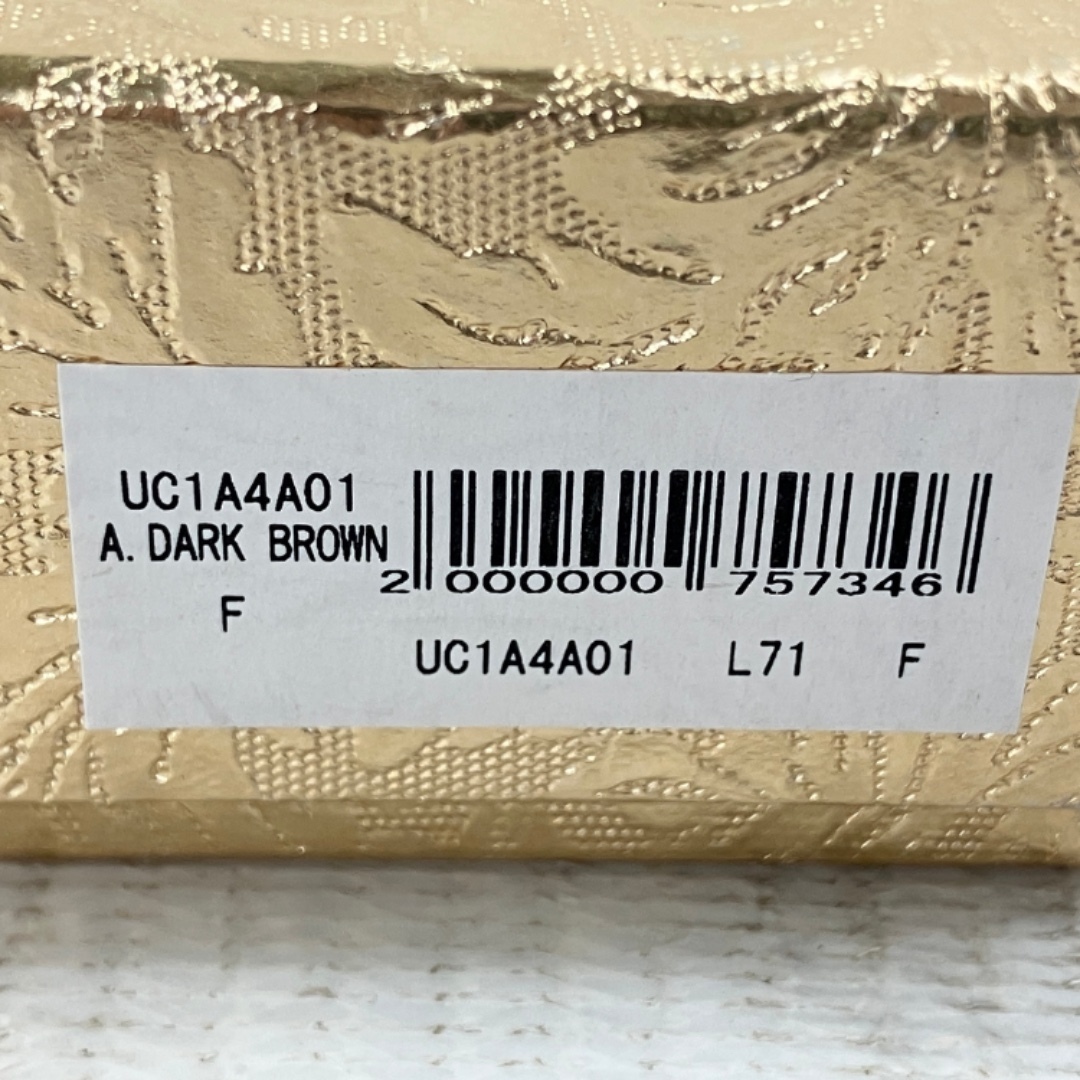 UC1A4A01
A. DARK BROWN
F
2 000000 757346
UC1A4A01 L71 F